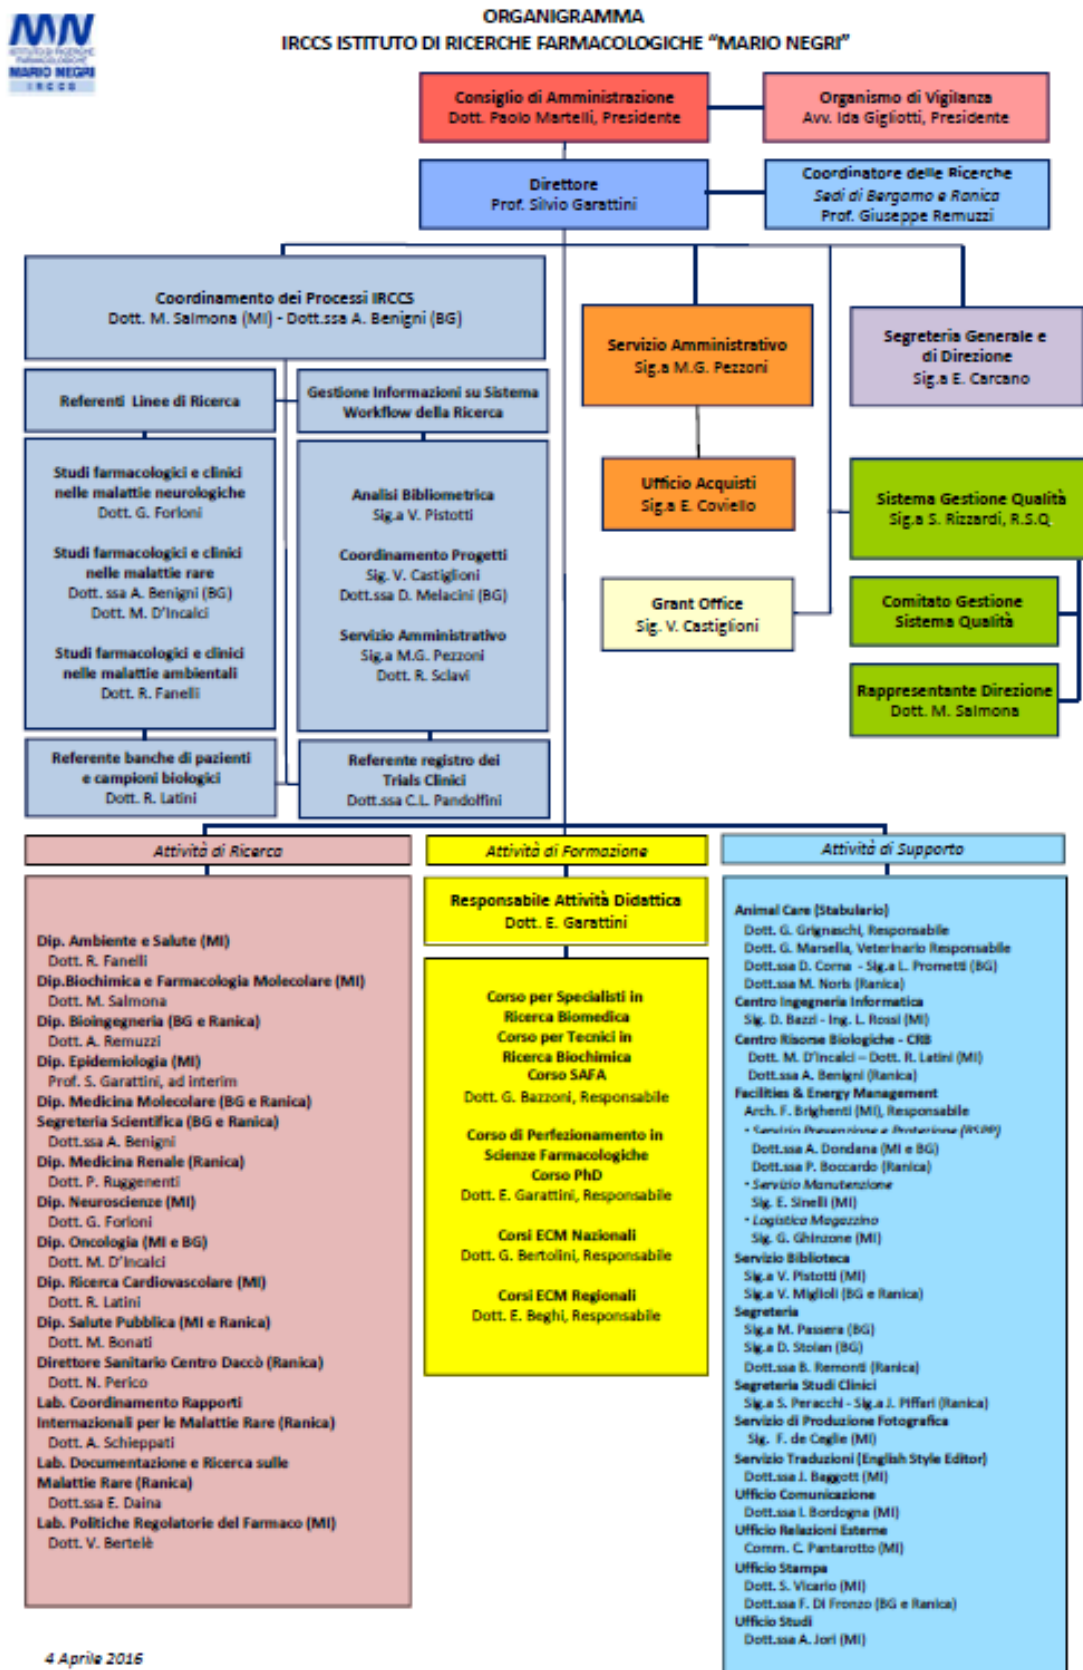 ORGANIGRAMMA
IRCCS ISTITUTO DI RICERCHE FARMACOLOGICHE “MARIO NEGRI”
MN
ISTITUTO DI RICERCHE
FARMACOLOGICHE
MARIO NEGRI
IRCCS
Consiglio di Amministrazione
Dott. Paolo Martelli, Presidente
Organismo di Vigilanza
Avv. Ida Gigliotti, Presidente
Direttore
Prof. Silvio Garattini
Coordinatore delle Ricerche
Sedi di Bergamo e Ranica
Prof. Giuseppe Remuzzi
Coordinamento dei Processi IRCCS
Dott. M. Salmona (MI) - Dott.ssa A. Benigni (BG)
Servizio Amministrativo
Sig.a M.G. Pezzoni
Segreteria Generale e
di Direzione
Sig.a E. Carcano
Referenti Linee di Ricerca
Gestione Informazioni su Sistema
Workflow della Ricerca
Studi farmacologici e clinici
nelle malattie neurologiche
Dott. G. Forloni
Studi farmacologici e clinici
nelle malattie rare
Dott. ssa A. Benigni (BG)
Dott. M. D'Incalci
Studi farmacologici e clinici
nelle malattie ambientali
Dott. R. Fanelli
Analisi Bibliometrica
Sig.a V. Pistotti
Coordinamento Progetti
Sig. V. Castiglioni
Dott.ssa D. Melacini (BG)
Servizio Amministrativo
Sig.a M.G. Pezzoni
Dott. R. Sclavi
Ufficio Acquisti
Sig.a E. Coviello
Sistema Gestione Qualità
Sig.a S. Rizzardi, R.S.Q.
Grant Office
Sig. V. Castiglioni
Comitato Gestione
Sistema Qualità
Rappresentante Direzione
Dott. M. Salmona
Referente banche di pazienti
e campioni biologici
Dott. R. Latini
Referente registro dei
Trials Clinici
Dott.ssa C.L. Pandolfini
Attività di Ricerca
Dip. Ambiente e Salute (MI)
Dott. R. Fanelli
Dip.Biochimica e Farmacologia Molecolare (MI)
Dott. M. Salmona
Dip. Bioingegneria (BG e Ranica)
Dott. A. Remuzzi
Dip. Epidemiologia (MI)
Prof. S. Garattini, ad interim
Dip. Medicina Molecolare (BG e Ranica)
Segreteria Scientifica (BG e Ranica)
Dott.ssa A. Benigni
Dip. Medicina Renale (Ranica)
Dott. P. Ruggenenti
Dip. Neuroscienze (MI)
Dott. G. Forloni
Dip. Oncologia (MI e BG)
Dott. M. D'Incalci
Dip. Ricerca Cardiovascolare (MI)
Dott. R. Latini
Dip. Salute Pubblica (MI e Ranica)
Dott. M. Bonati
Direttore Sanitario Centro Daccò (Ranica)
Dott. N. Perico
Lab. Coordinamento Rapporti
Internazionali per le Malattie Rare (Ranica)
Dott. A. Schieppati
Lab. Documentazione e Ricerca sulle
Malattie Rare (Ranica)
Dott.ssa E. Daina
Lab. Politiche Regolatorie del Farmaco (MI)
Dott. V. Bertelè
Attività di Formazione
Responsabile Attività Didattica
Dott. E. Garattini
Corso per Specialisti in
Ricerca Biomedica
Corso per Tecnici in
Ricerca Biochimica
Corso SAFA
Dott. G. Bazzoni, Responsabile
Corso di Perfezionamento in
Scienze Farmacologiche
Corso PhD
Dott. E. Garattini, Responsabile
Corsi ECM Nazionali
Dott. G. Bertolini, Responsabile
Corsi ECM Regionali
Dott. E. Beghi, Responsabile
Attività di Supporto
Animal Care (Stabulario)
Dott. G. Grignaschi, Responsabile
Dott. G. Marsella, Veterinario Responsabile
Dott.ssa D. Corna - Sig.a L. Prometti (BG)
Dott.ssa M. Noris (Ranica)
Centro Ingegneria Informatica
Sig. D. Bazzi - Ing. L. Rossi (MI)
Centro Risorse Biologiche - CRB
Dott. M. D'Incalci – Dott. R. Latini (MI)
Dott.ssa A. Benigni (Ranica)
Facilities & Energy Management
Arch. F. Brighenti (MI), Responsabile
• Servizio Prevenzione e Protezione (RSPP)
Dott.ssa A. Dondana (MI e BG)
Dott.ssa P. Boccardo (Ranica)
• Servizio Manutenzione
Sig. E. Sinelli (MI)
• Logistica Magazzino
Sig. G. Ghinzone (MI)
Servizio Biblioteca
Sig.a V. Pistotti (MI)
Sig.a V. Miglioli (BG e Ranica)
Segreteria
Sig.a M. Passera (BG)
Sig.a D. Stoian (BG)
Dott.ssa B. Remonti (Ranica)
Segreteria Studi Clinici
Sig.a S. Peracchi - Sig.a J. Piffari (Ranica)
Servizio di Produzione Fotografica
Sig. F. de Ceglie (MI)
Servizio Traduzioni (English Style Editor)
Dott.ssa J. Baggott (MI)
Ufficio Comunicazione
Dott.ssa I. Bordogna (MI)
Ufficio Relazioni Esterne
Comm. C. Pantarotto (MI)
Ufficio Stampa
Dott. S. Vicario (MI)
Dott.ssa F. Di Fronzo (BG e Ranica)
Ufficio Studi
Dott.ssa A. Jori (MI)
4 Aprile 2016